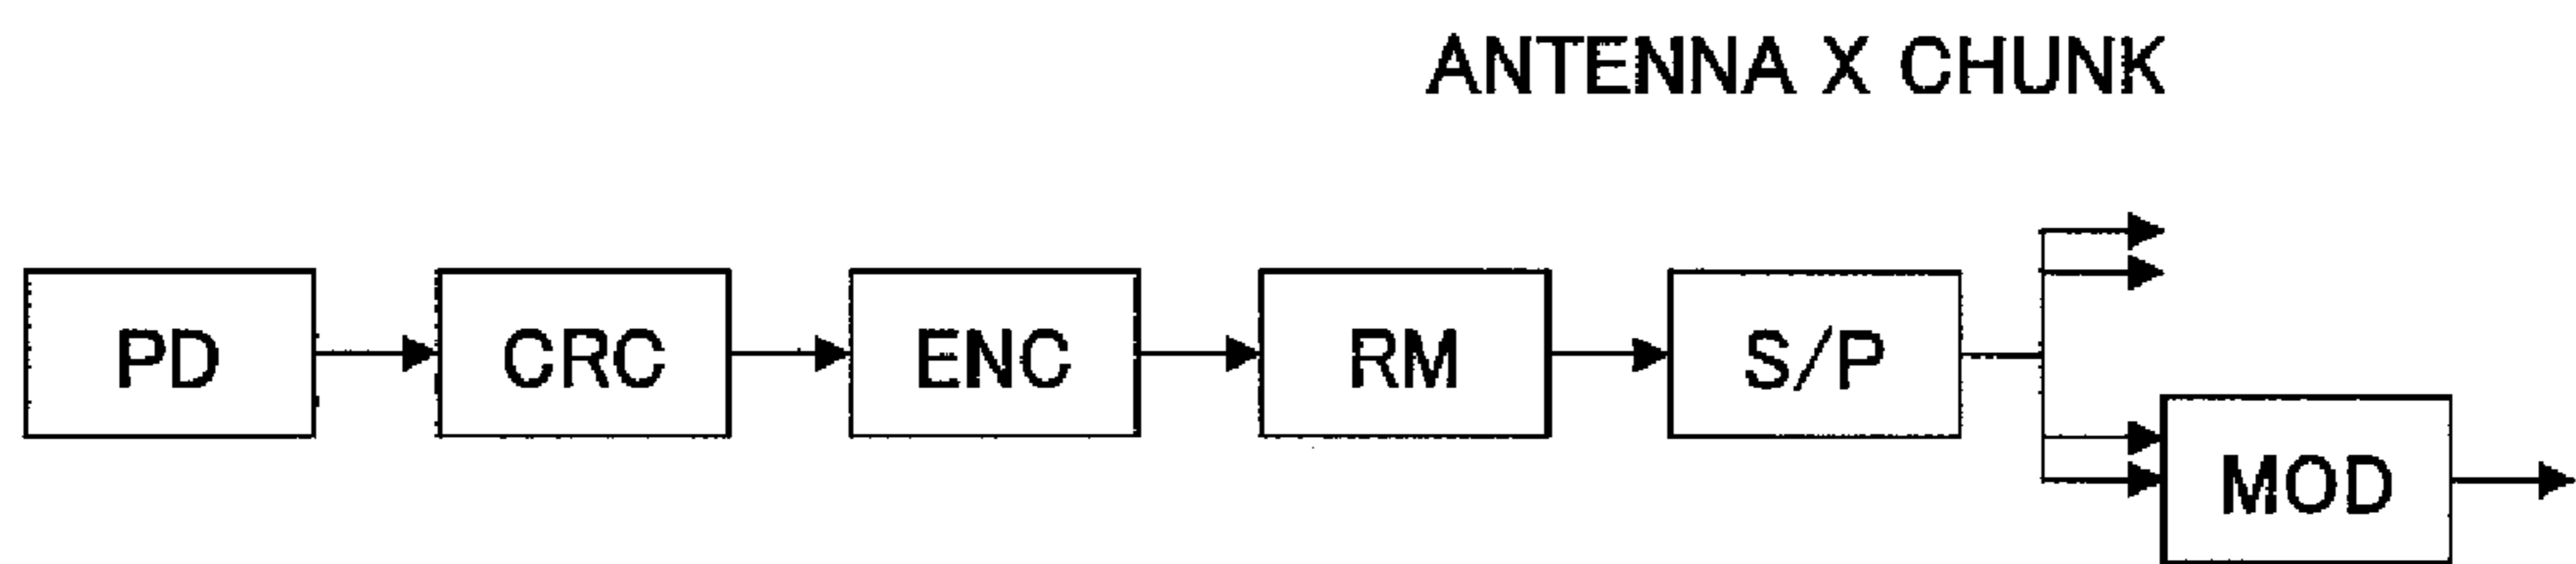 ANTENNA X CHUNK
PD
CRC
ENC
RM
S/P
MOD